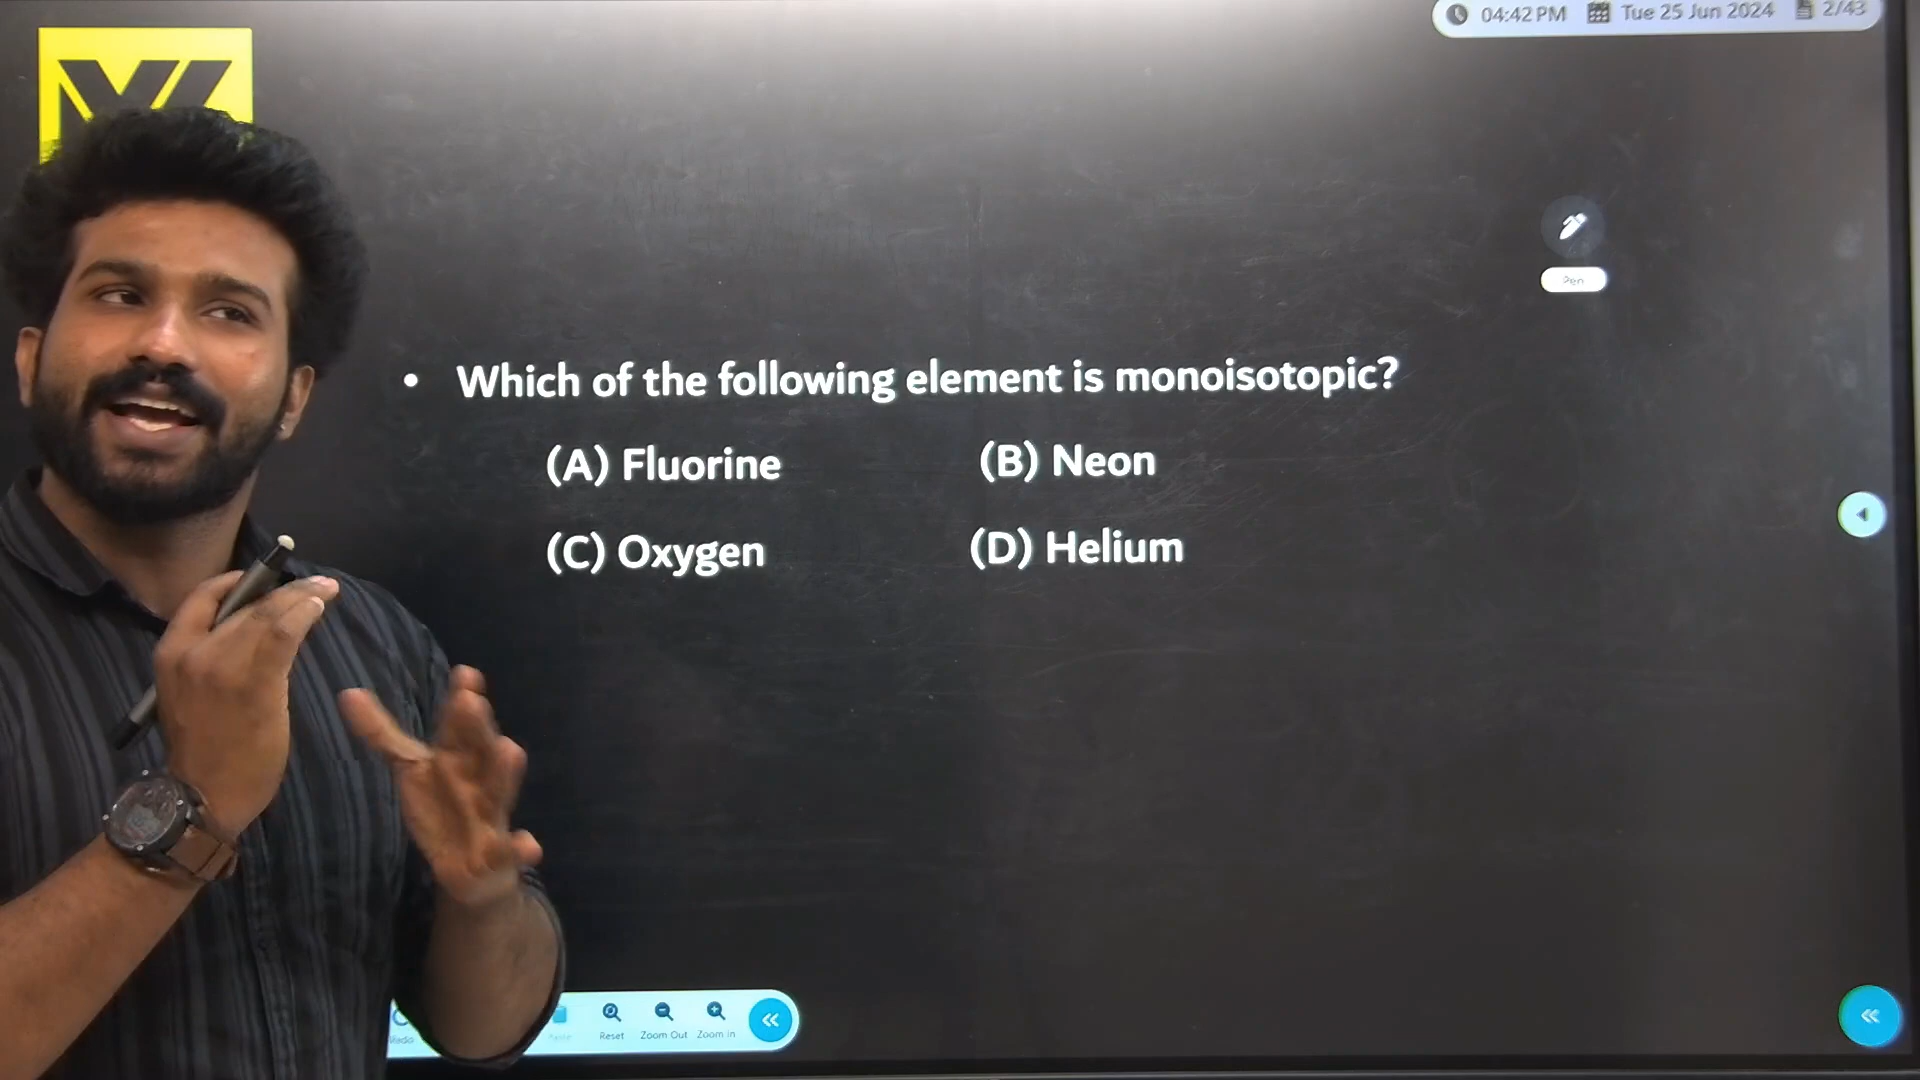 04:42 PM Tue 25 Jun 2024 2/43
Pen
• Which of the following element is monoisotopic?
(A) Fluorine (B) Neon
(C) Oxygen (D) Helium
Reset Zoom Out Zoom In